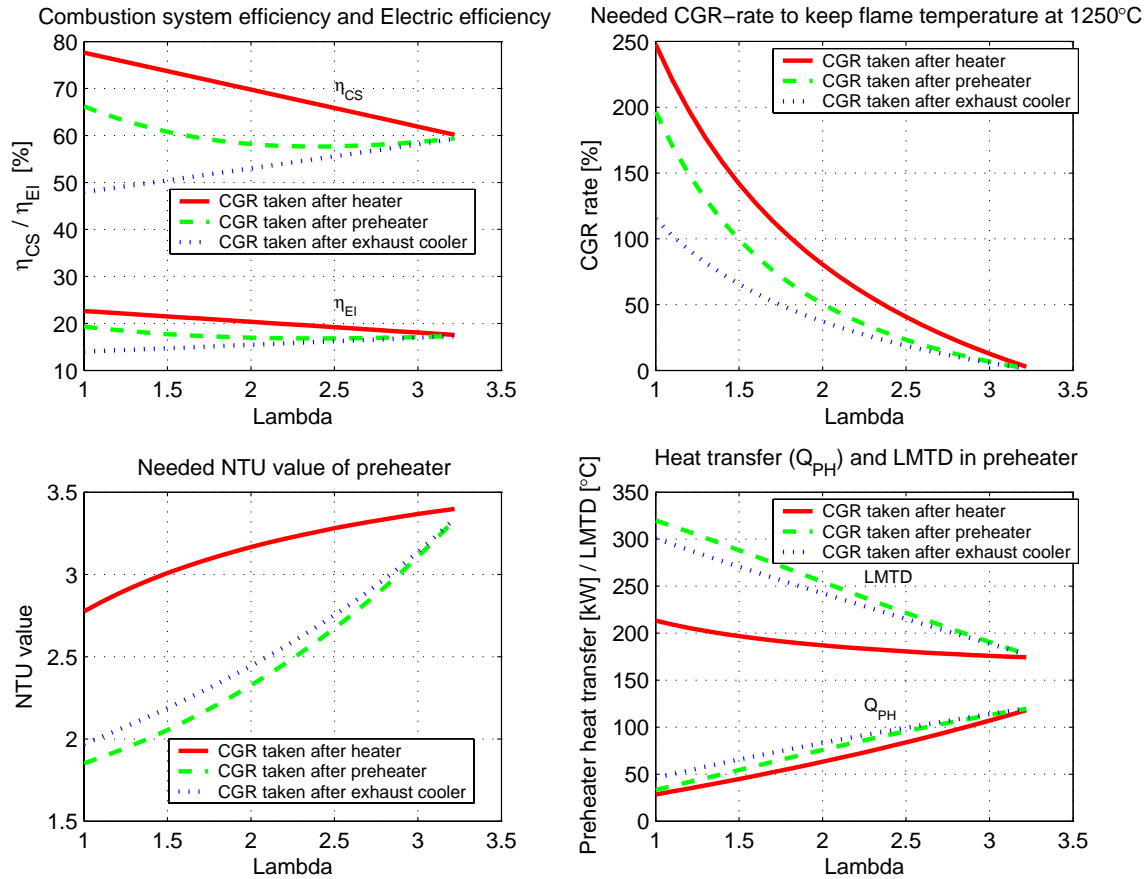 Combustion system efficiency and Electric efficiency
80
70
60
50
40
30
20
10
η_CS / η_El [%]
η_CS
CGR taken after heater
CGR taken after preheater
CGR taken after exhaust cooler
η_El
1 1.5 2 2.5 3 3.5
Lambda
Needed CGR−rate to keep flame temperature at 1250°C
250
200
150
100
50
0
CGR rate [%]
CGR taken after heater
CGR taken after preheater
CGR taken after exhaust cooler
1 1.5 2 2.5 3 3.5
Lambda
Needed NTU value of preheater
3.5
3
2.5
2
1.5
NTU value
CGR taken after heater
CGR taken after preheater
CGR taken after exhaust cooler
1 1.5 2 2.5 3 3.5
Lambda
Heat transfer (Q_PH) and LMTD in preheater
350
300
250
200
150
100
50
0
Preheater heat transfer [kW] / LMTD [°C]
CGR taken after heater
CGR taken after preheater
CGR taken after exhaust cooler
LMTD
Q_PH
1 1.5 2 2.5 3 3.5
Lambda